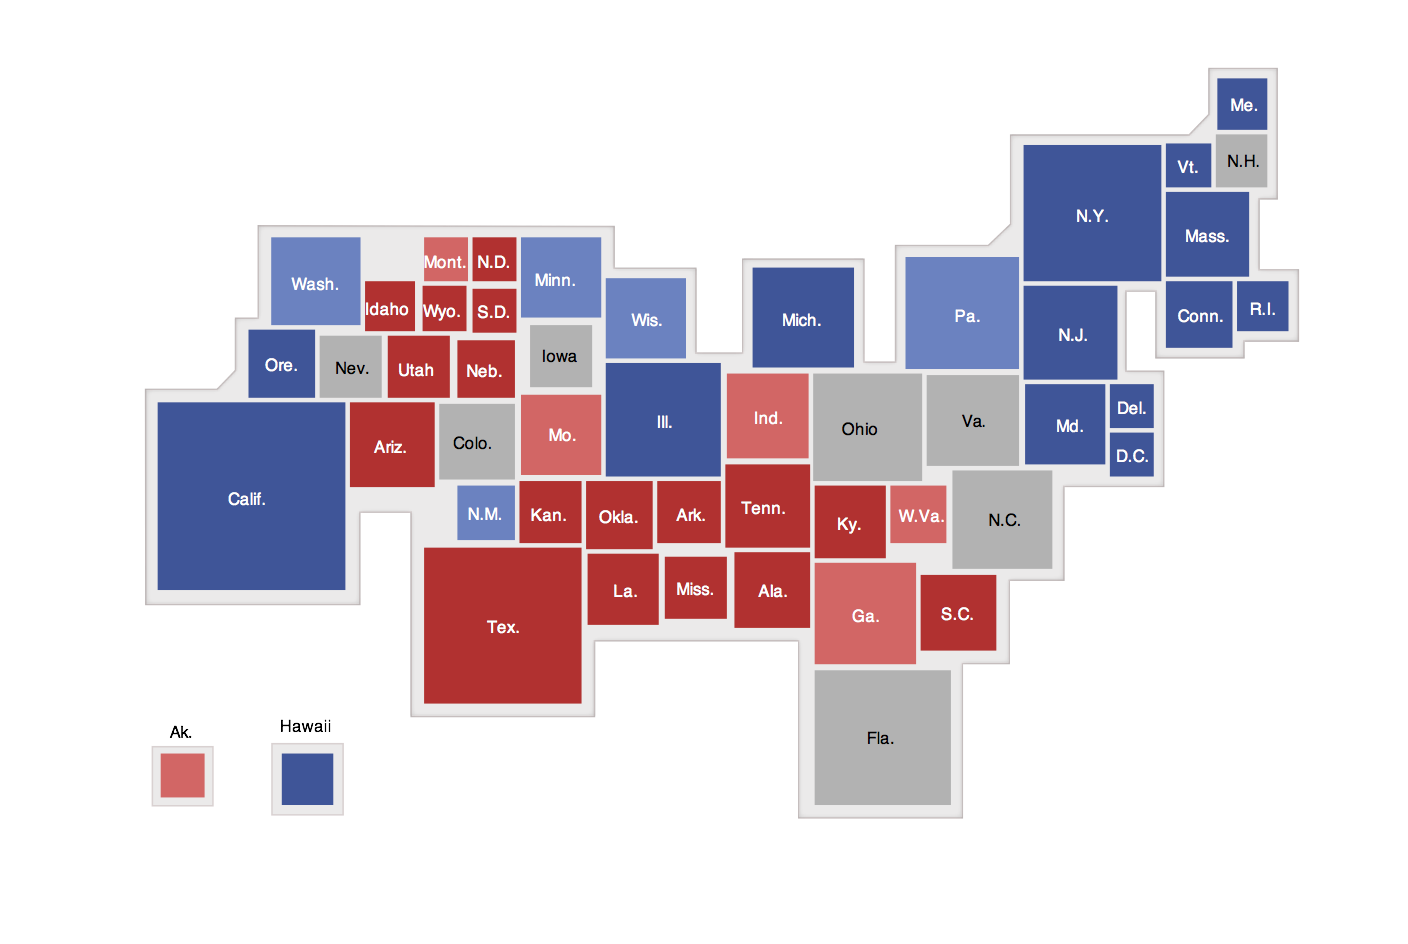 Me.
Vt.
N.H.
N.Y.
Mass.
Conn.
R.I.
Wash.
Mont.
N.D.
Minn.
Idaho
Wyo.
S.D.
Wis.
Mich.
Pa.
N.J.
Ore.
Nev.
Utah
Neb.
Iowa
Calif.
Ariz.
Colo.
Mo.
Ill.
Ind.
Ohio
Va.
Md.
Del.
D.C.
N.M.
Kan.
Okla.
Ark.
Tenn.
Ky.
W.Va.
N.C.
Tex.
La.
Miss.
Ala.
Ga.
S.C.
Fla.
Ak.
Hawaii